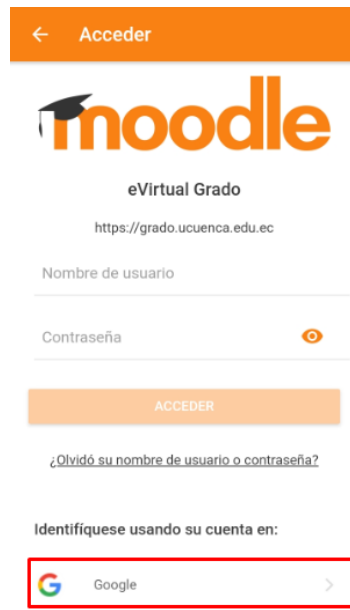 Acceder
moodle
eVirtual Grado
https://grado.ucuenca.edu.ec
Nombre de usuario
Contraseña
ACCEDER
¿Olvidó su nombre de usuario o contraseña?
Identifíquese usando su cuenta en:
G Google